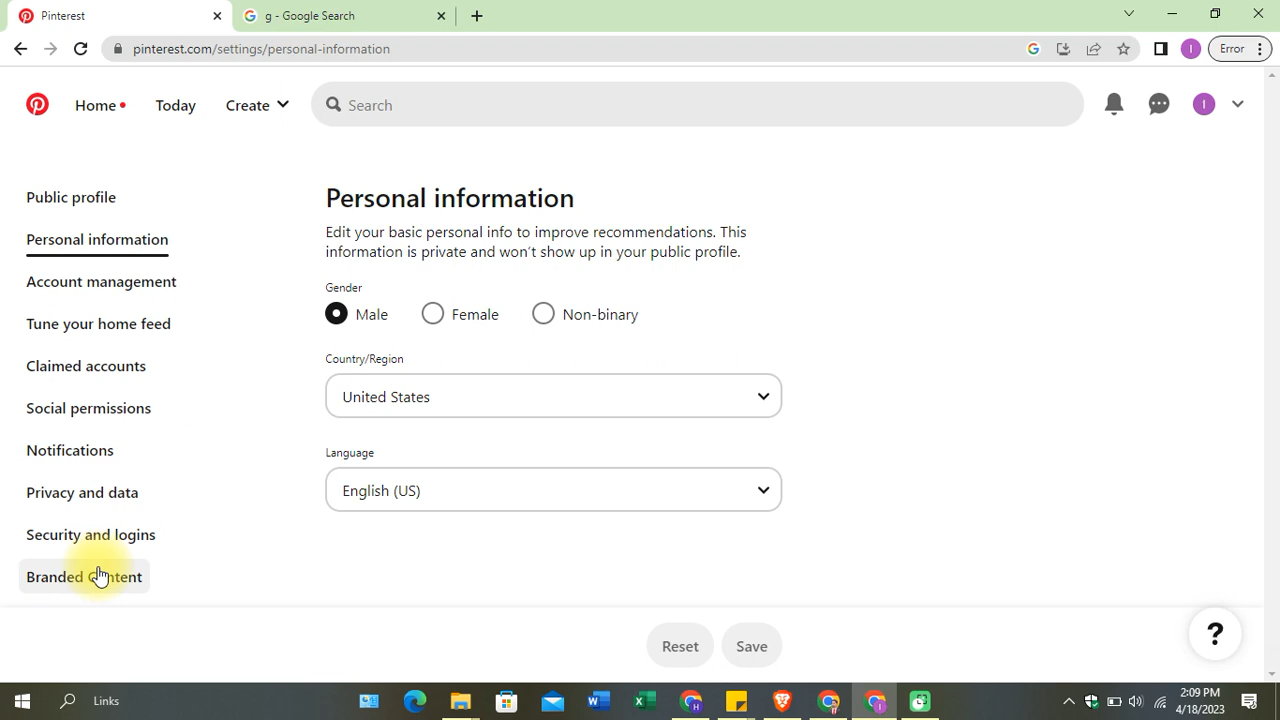 Pinterest
g - Google Search
pinterest.com/settings/personal-information
I
Error
Home
Today
Create
Search
I
Public profile
Personal information
Account management
Tune your home feed
Claimed accounts
Social permissions
Notifications
Privacy and data
Security and logins
Branded Content
Personal information
Edit your basic personal info to improve recommendations. This
information is private and won't show up in your public profile.
Gender
Male
Female
Non-binary
Country/Region
United States
Language
English (US)
Reset
Save
?
Links
2:09 PM
4/18/2023